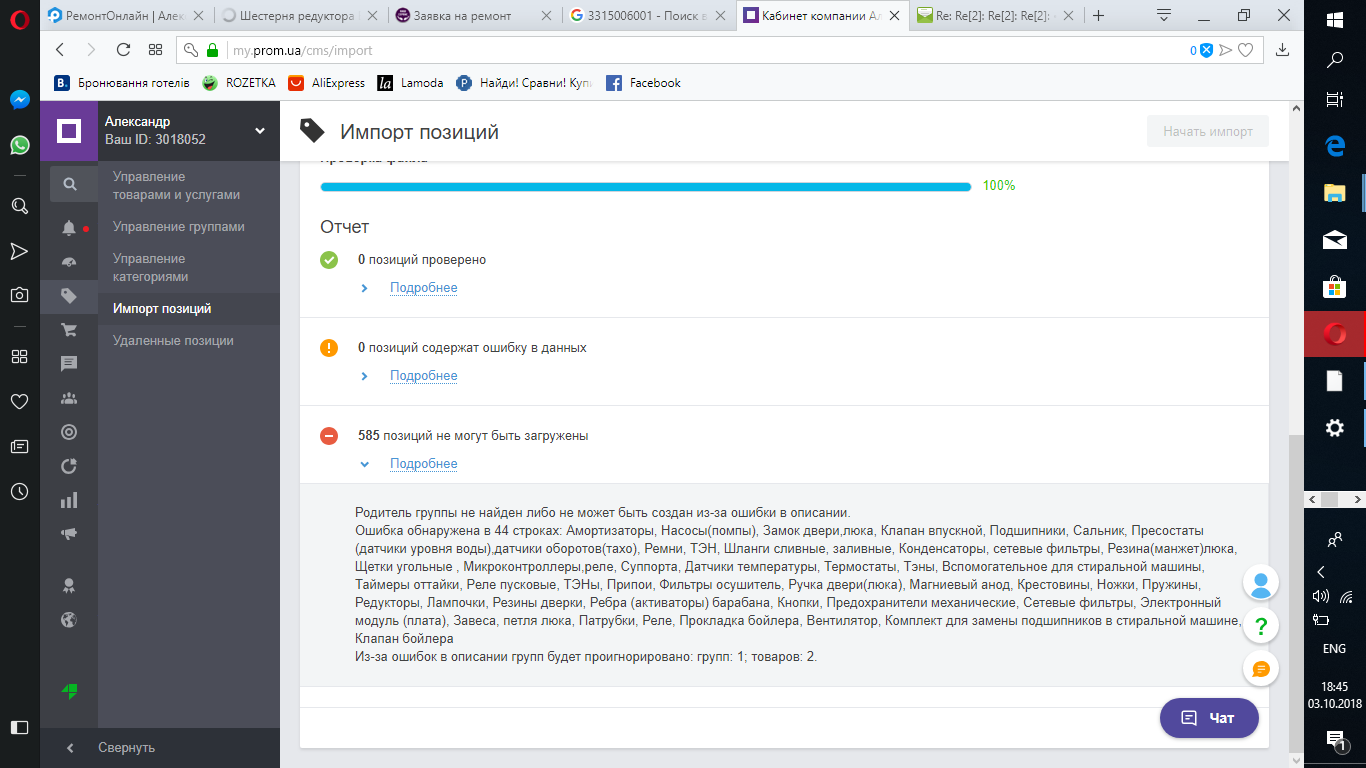 РемонтОнлайн | Алек
Шестерня редуктора
Заявка на ремонт
3315006001 - Поиск в
Кабинет компании Ал
Re: Re[2]: Re[2]: Re[2]:
my.prom.ua/cms/import
0
B. Бронювання готелів
ROZETKA
AliExpress
la Lamoda
P Найди! Сравни! Купи
Facebook
Александр
Ваш ID: 3018052
Импорт позиций
Начать импорт
Управление
товарами и услугами
Управление группами
Управление
категориями
Импорт позиций
Удаленные позиции
Свернуть
Проверка файла
100%
Отчет
0 позиций проверено
Подробнее
0 позиций содержат ошибку в данных
Подробнее
585 позиций не могут быть загружены
Подробнее
Родитель группы не найден либо не может быть создан из-за ошибки в описании.
Ошибка обнаружена в 44 строках: Амортизаторы, Насосы(помпы), Замок двери,люка, Клапан впускной, Подшипники, Сальник, Пресостаты
(датчики уровня воды),датчики оборотов(тахо), Ремни, ТЭН, Шланги сливные, заливные, Конденсаторы, сетевые фильтры, Резина(манжет)люка,
Щетки угольные , Микроконтроллеры,реле, Суппорта, Датчики температуры, Термостаты, Тэны, Вспомогательное для стиральной машины,
Таймеры оттайки, Реле пусковые, ТЭНы, Припои, Фильтры осушитель, Ручка двери(люка), Магниевый анод, Крестовины, Ножки, Пружины,
Редукторы, Лампочки, Резины дверки, Ребра (активаторы) барабана, Кнопки, Предохранители механические, Сетевые фильтры, Электронный
модуль (плата), Завеса, петля люка, Патрубки, Реле, Прокладка бойлера, Вентилятор, Комплект для замены подшипников в стиральной машине,
Клапан бойлера
Из-за ошибок в описании групп будет проигнорировано: групп: 1; товаров: 2.
?
Чат
ENG
18:45
03.10.2018
1